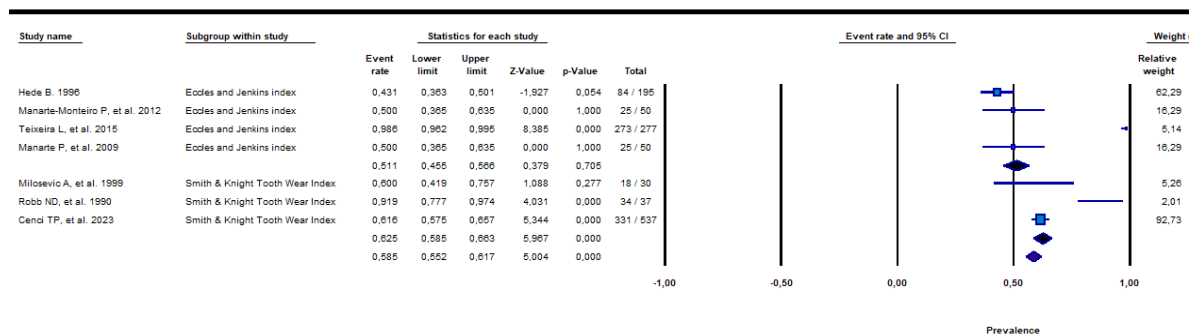 Study name Subgroup within study Statistics for each study Event rate and 95% CI Weight (
Event rate Lower limit Upper limit Z-Value p-Value Total Relative weight
Hede B. 1996 Eccles and Jenkins index 0,431 0,363 0,501 -1,927 0,054 84 / 195 62,29
Manarte-Monteiro P, et al. 2012 Eccles and Jenkins index 0,500 0,365 0,635 0,000 1,000 25 / 50 16,29
Teixeira L, et al. 2015 Eccles and Jenkins index 0,986 0,962 0,995 8,385 0,000 273 / 277 5,14
Manarte P, et al. 2009 Eccles and Jenkins index 0,500 0,365 0,635 0,000 1,000 25 / 50 16,29
0,511 0,455 0,566 0,379 0,705
Milosevic A, et al. 1999 Smith & Knight Tooth Wear Index 0,600 0,419 0,757 1,088 0,277 18 / 30 5,26
Robb ND, et al. 1990 Smith & Knight Tooth Wear Index 0,919 0,777 0,974 4,031 0,000 34 / 37 2,01
Cenci TP, et al. 2023 Smith & Knight Tooth Wear Index 0,616 0,575 0,657 5,344 0,000 331 / 537 92,73
0,625 0,585 0,663 5,967 0,000
0,585 0,552 0,617 5,004 0,000
-1,00 -0,50 0,00 0,50 1,00
Prevalence